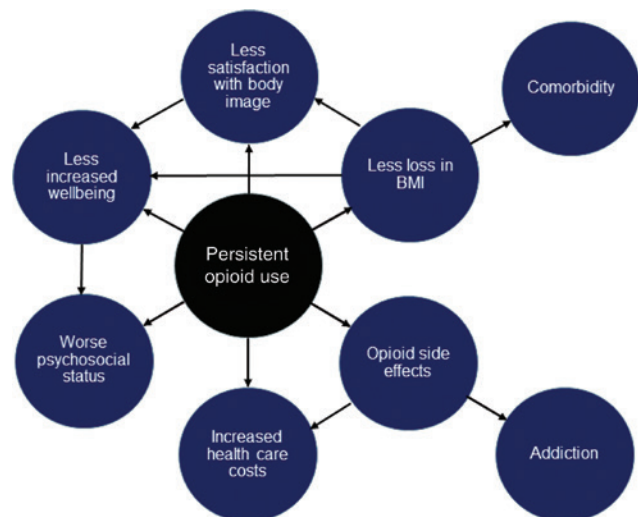 Less
satisfaction
with body
image
Comorbidity
Less
increased
wellbeing
Less loss in
BMI
Persistent
opioid use
Worse
psychosocial
status
Opioid side
effects
Increased
health care
costs
Addiction